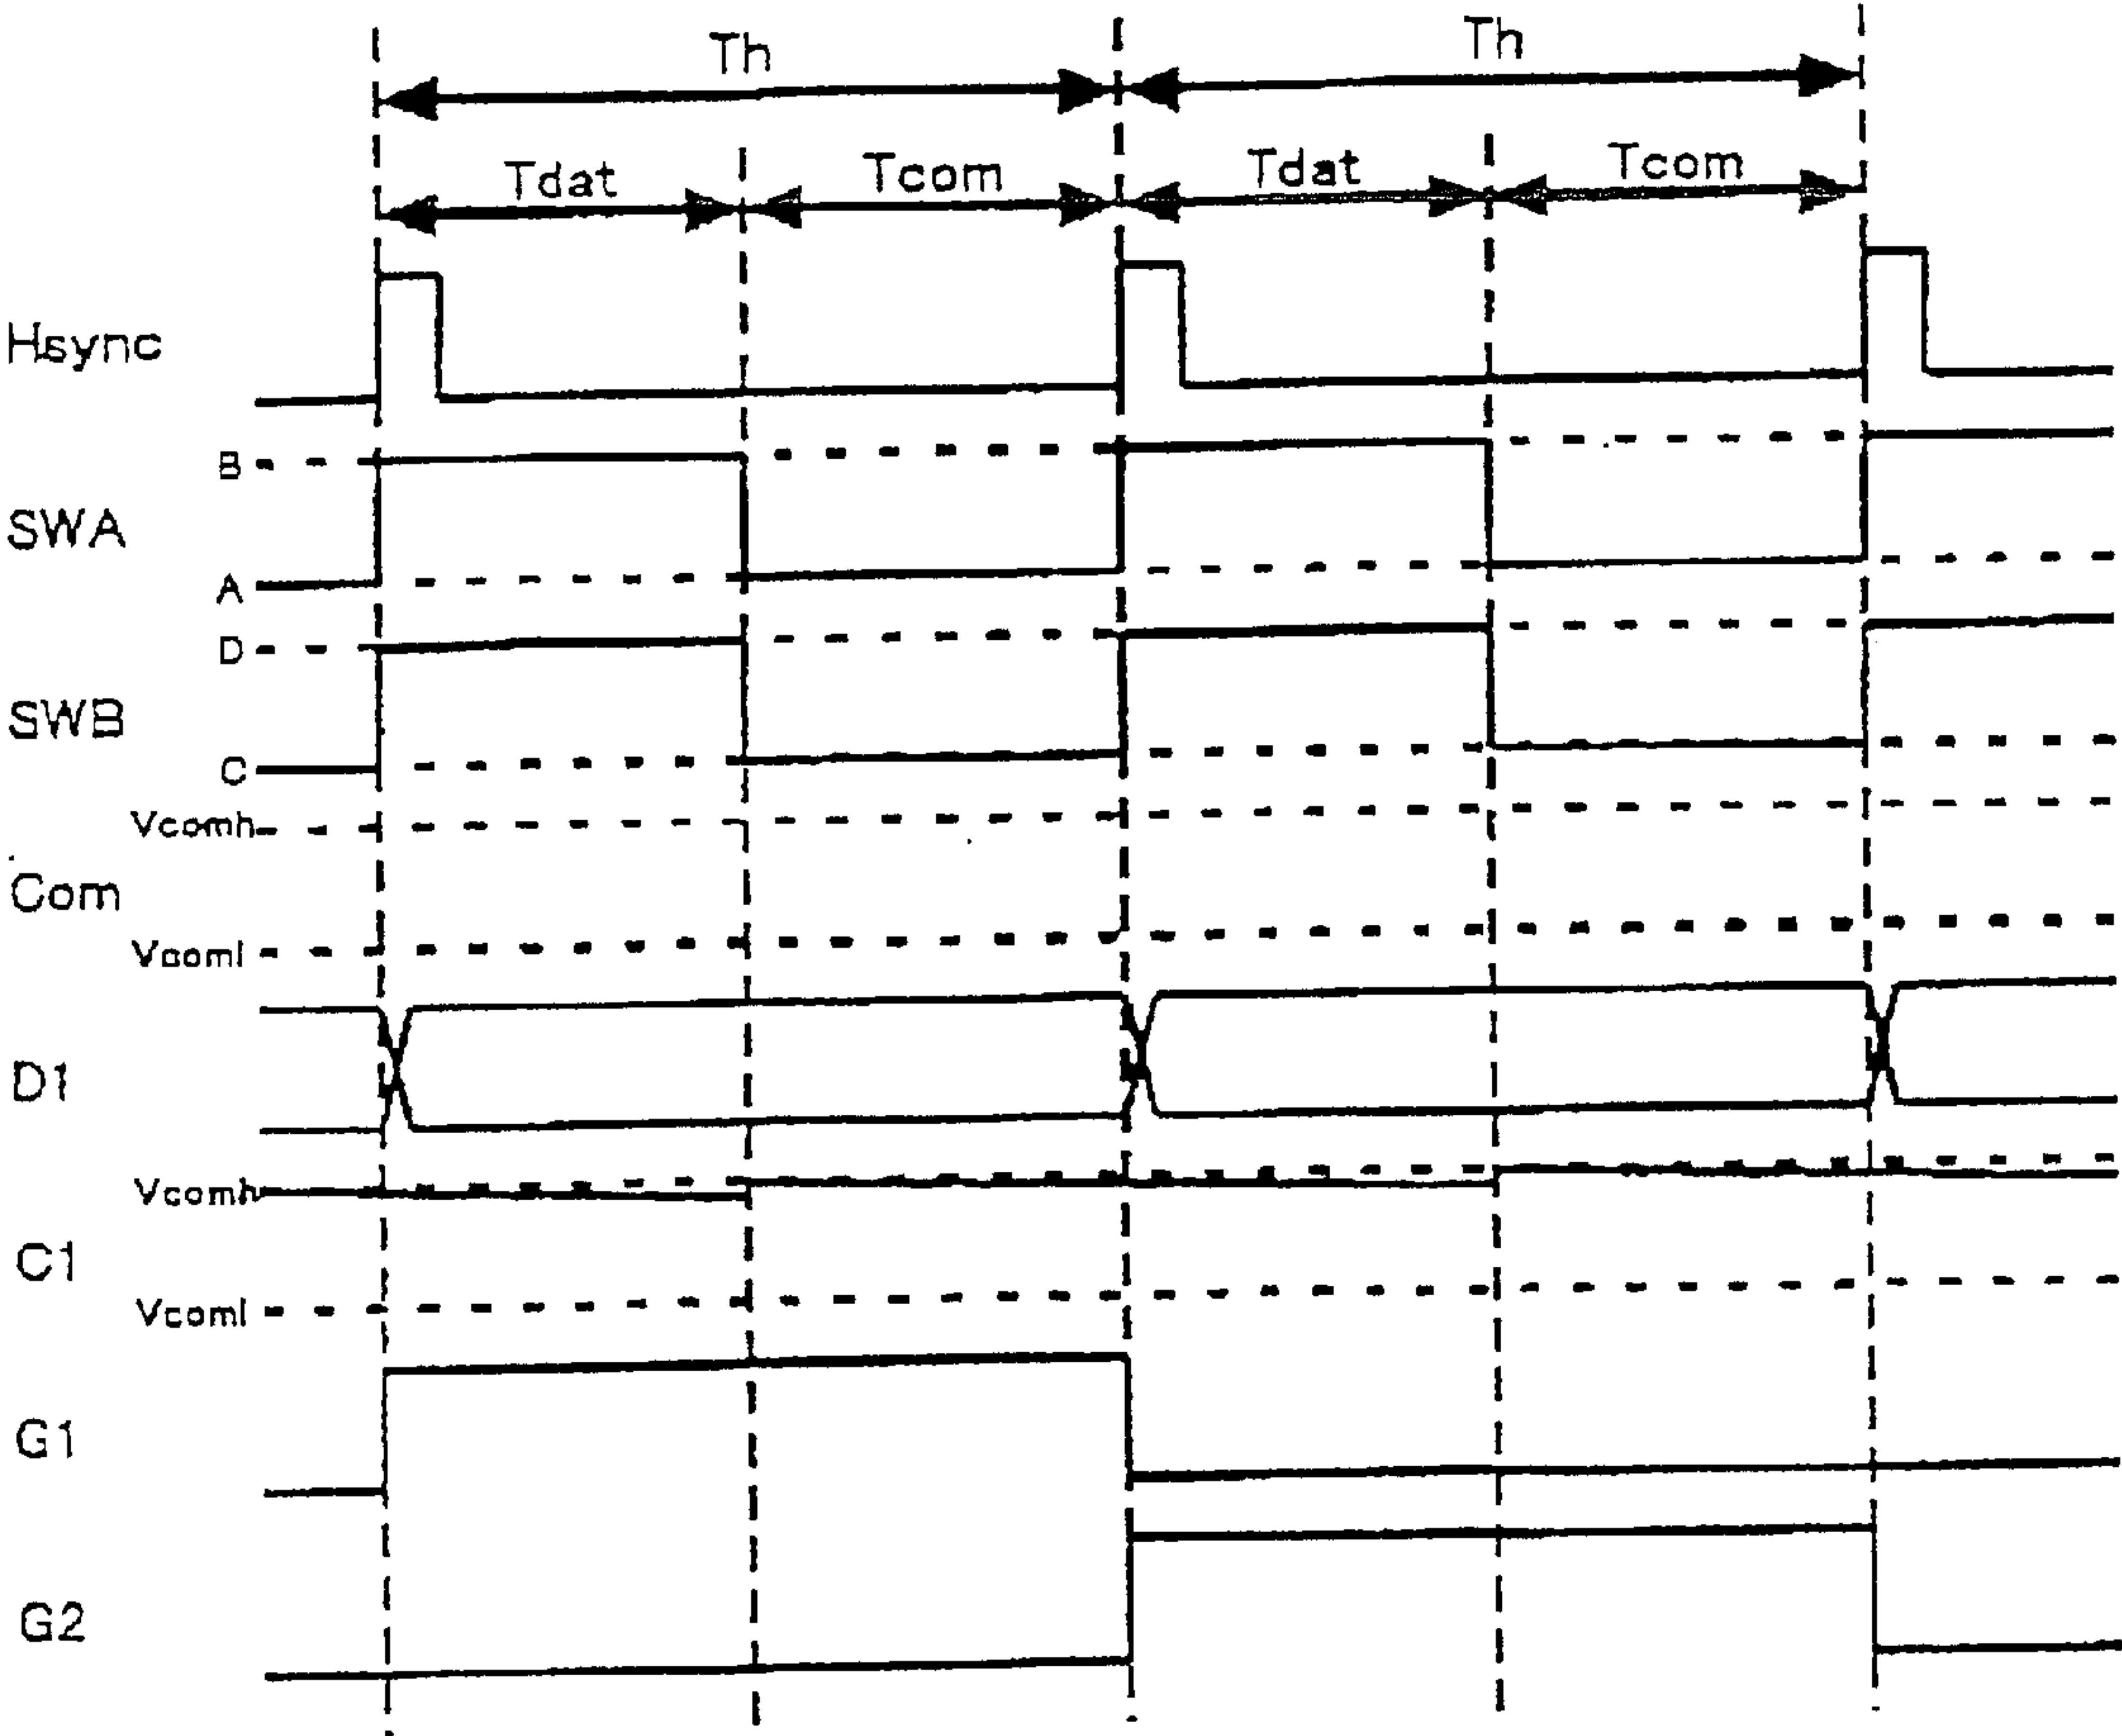 Th Th
Tdat Tcom Tdat Tcom
Hsync
B
SWA
A
D
SWB
C
Vcomh
Com
Vcoml
D1
Vcomh
C1
Vcoml
G1
G2